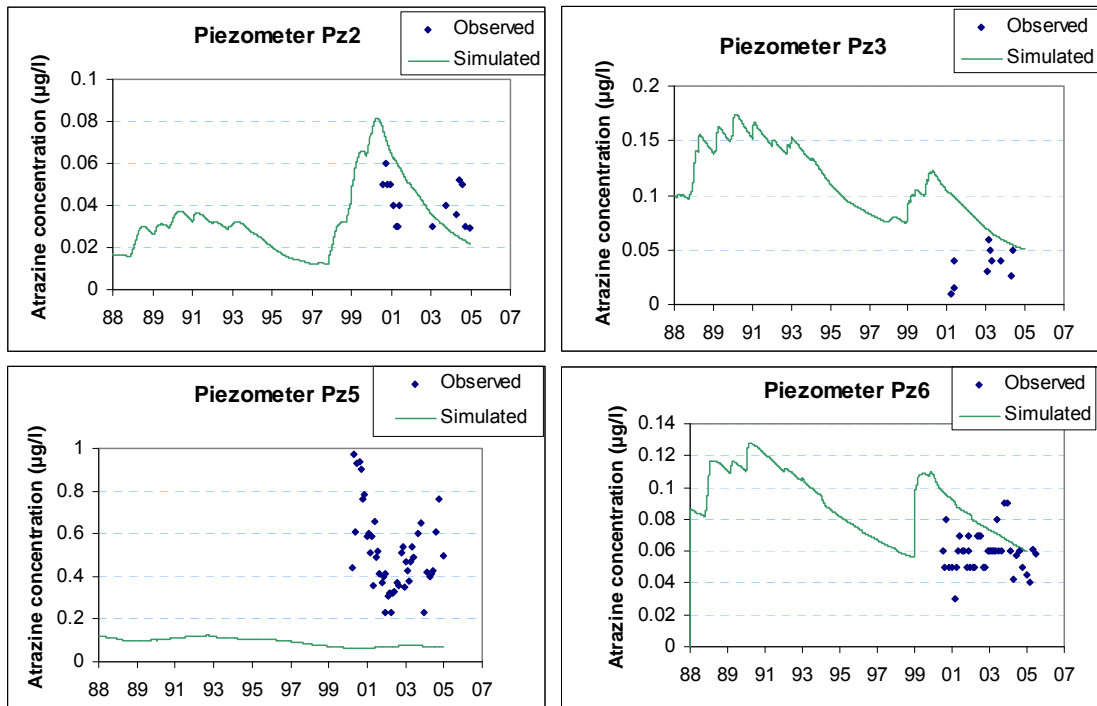 Piezometer Pz2
Observed
Simulated
Atrazine concentration (µg/l)
0.1
0.08
0.06
0.04
0.02
0
88 89 91 93 95 97 99 01 03 05 07
Piezometer Pz3
Observed
Simulated
Atrazine concentration (µg/l)
0.2
0.15
0.1
0.05
0
88 89 91 93 95 97 99 01 03 05 07
Piezometer Pz5
Observed
Simulated
Atrazine concentration (µg/l)
1
0.8
0.6
0.4
0.2
0
88 89 91 93 95 97 99 01 03 05 07
Piezometer Pz6
Observed
Simulated
Atrazine concentration (µg/l)
0.14
0.12
0.1
0.08
0.06
0.04
0.02
0
88 89 91 93 95 97 99 01 03 05 07